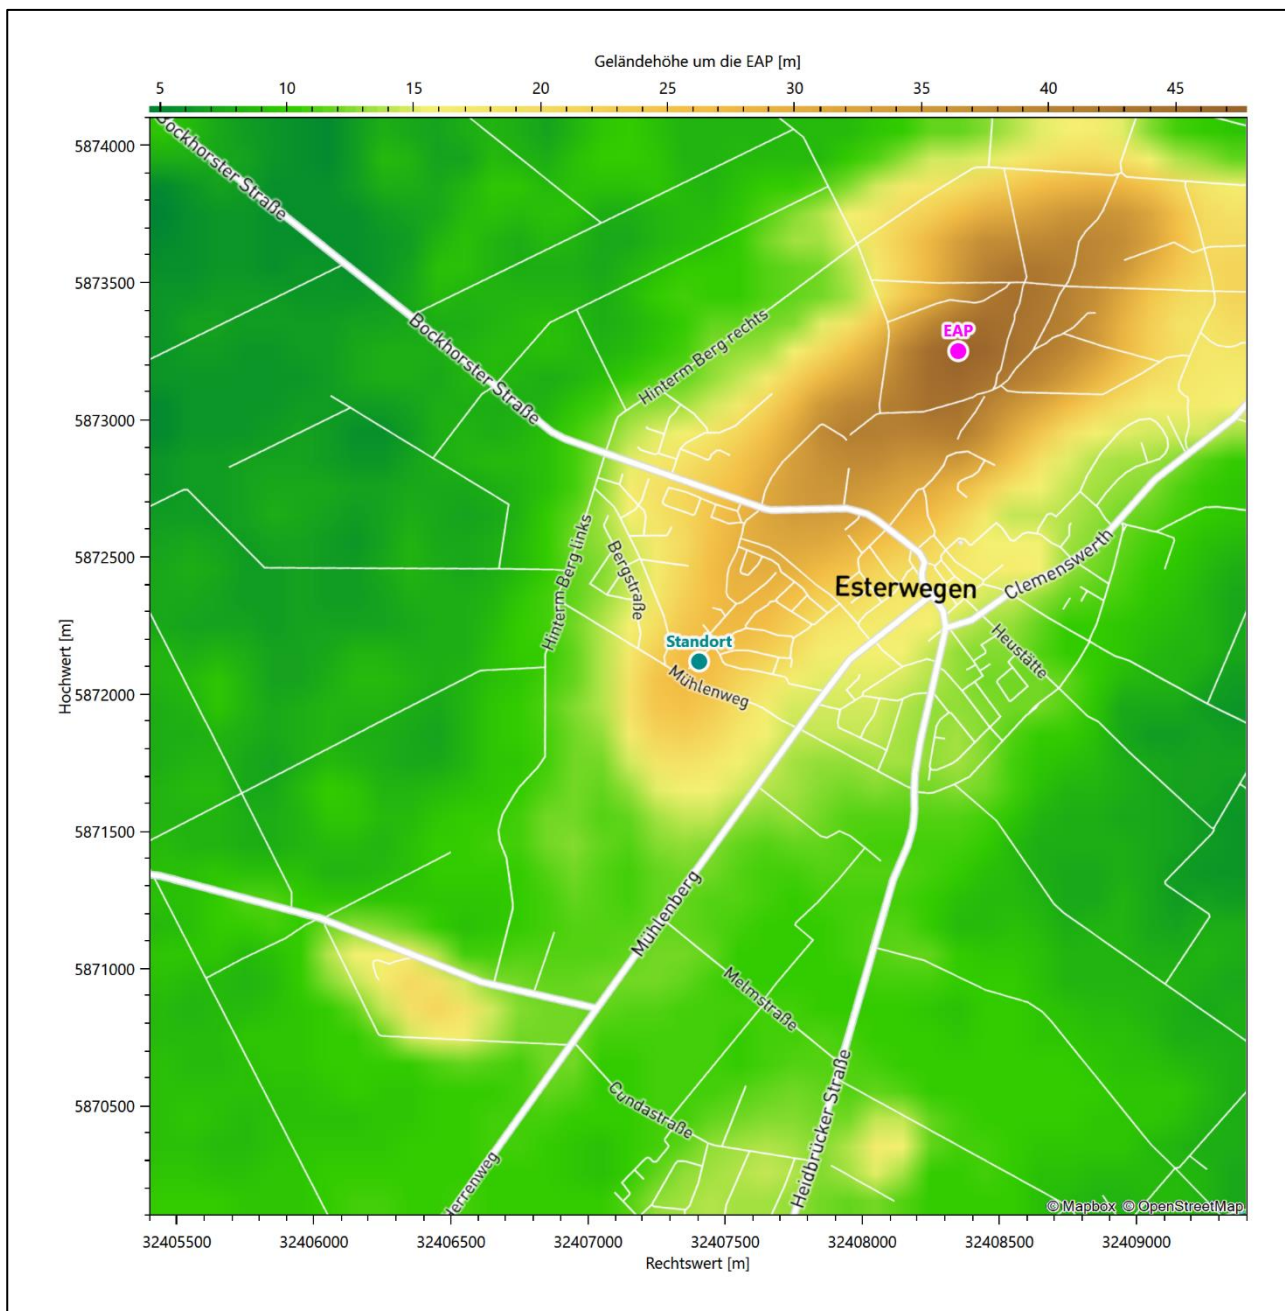 Geländehöhe um die EAP [m]
5 10 15 20 25 30 35 40 45
5874000
5873500
5873000
5872500
5872000
5871500
5871000
5870500
Hochwert [m]
Bockhorster Straße
Bockhorster Straße
Hinterm Berg rechts
EAP
Hinterm Berg links
Bergstraße
Esterwegen
Clemenswerth
Standort
Mühlenweg
Heustätte
Mühlenberg
Melmstraße
Cundastraße
Heidbrücker Straße
Herrenweg
© Mapbox © OpenStreetMap
32405500 32406000 32406500 32407000 32407500 32408000 32408500 32409000
Rechtswert [m]